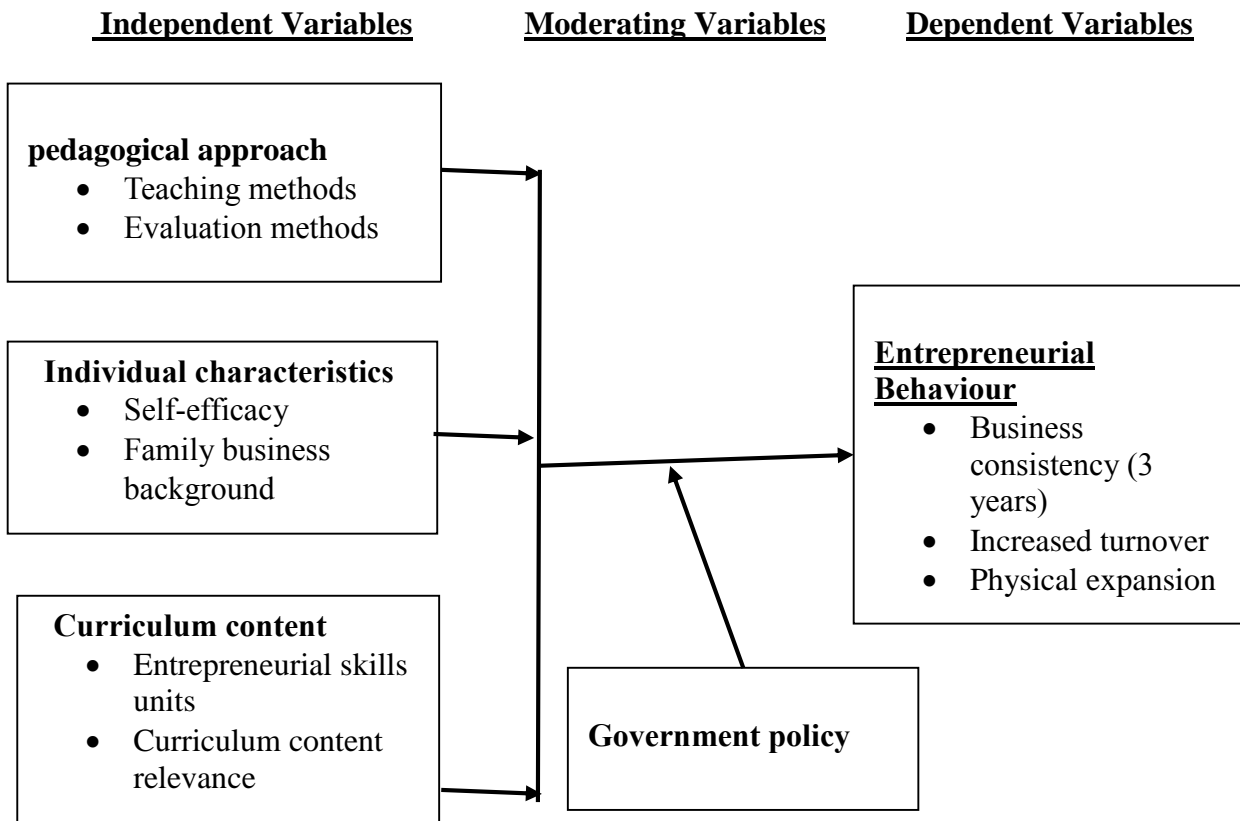 Independent Variables
Moderating Variables
Dependent Variables
pedagogical approach
• Teaching methods
• Evaluation methods
Individual characteristics
• Self-efficacy
• Family business
background
Curriculum content
• Entrepreneurial skills
units
• Curriculum content
relevance
Government policy
Entrepreneurial
Behaviour
• Business
consistency (3
years)
• Increased turnover
• Physical expansion